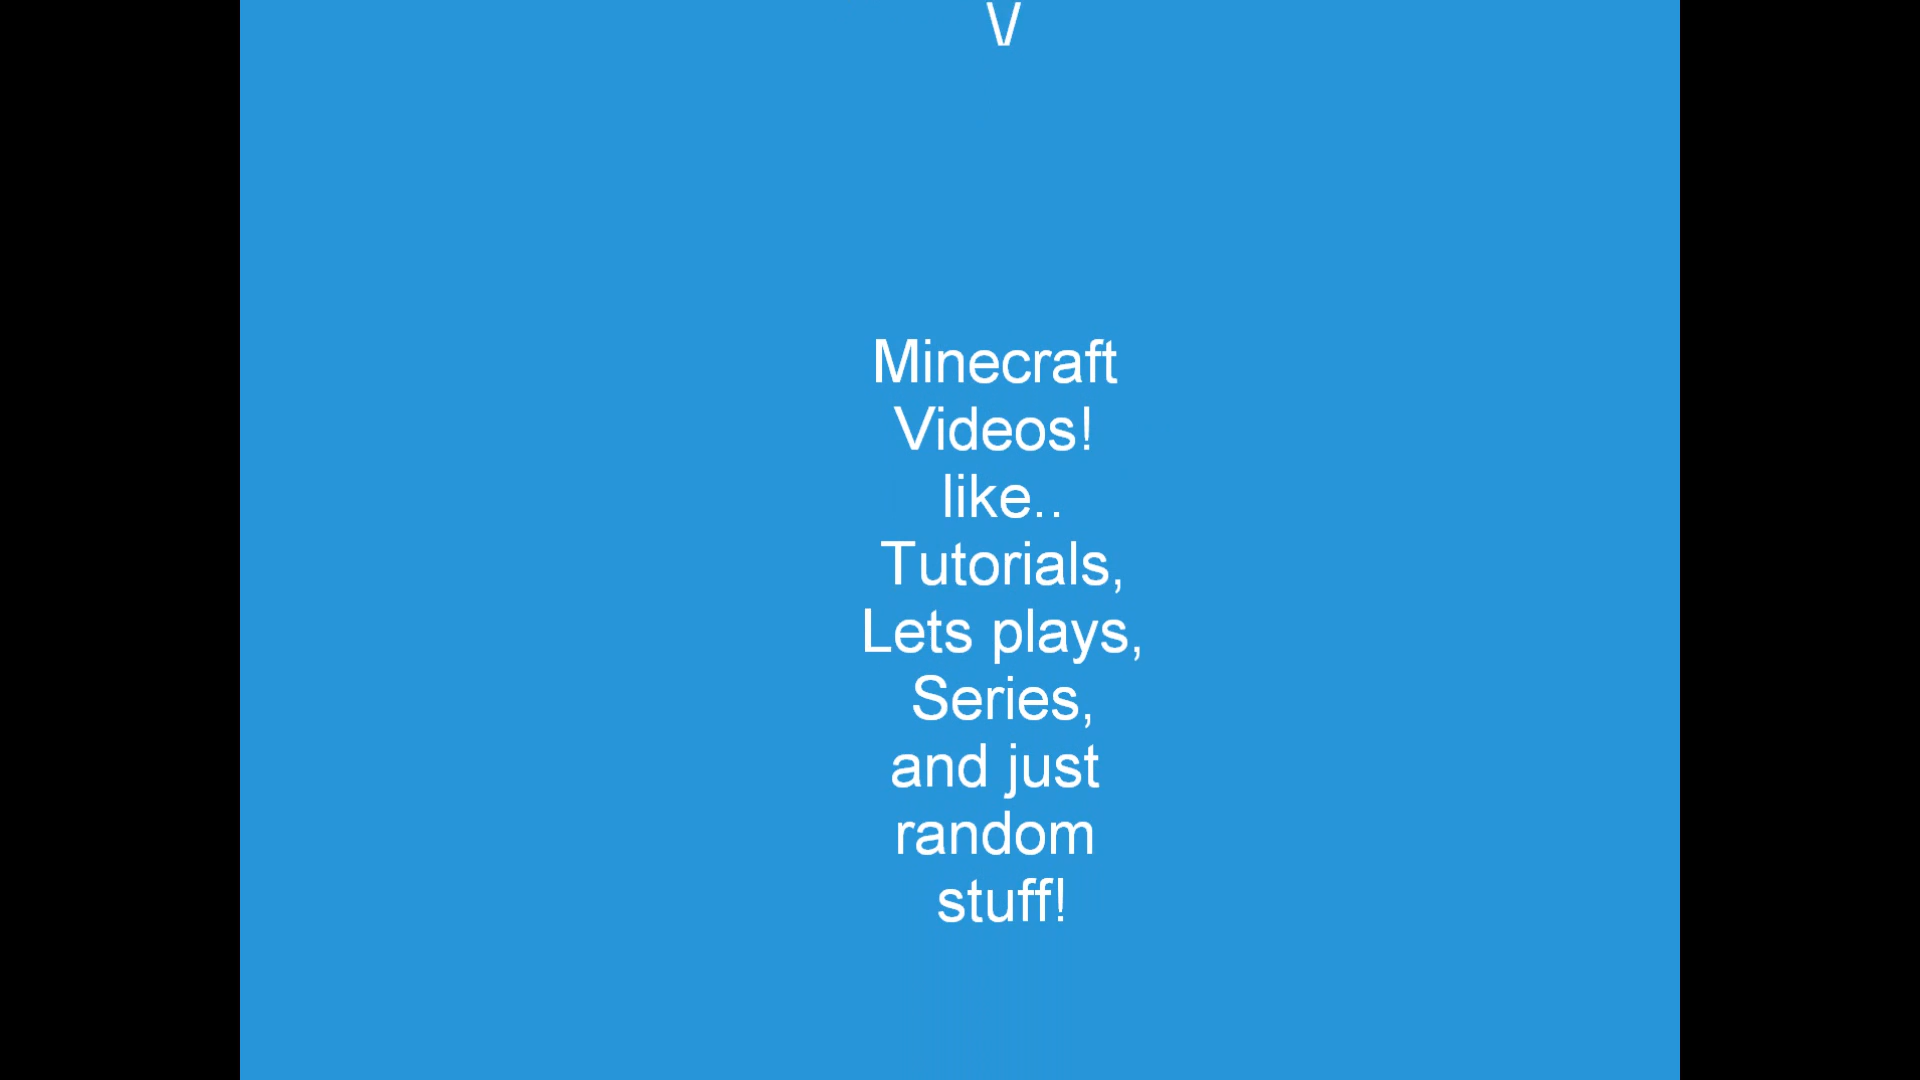 V
Minecraft
Videos!
like..
Tutorials,
Lets plays,
Series,
and just
random
stuff!